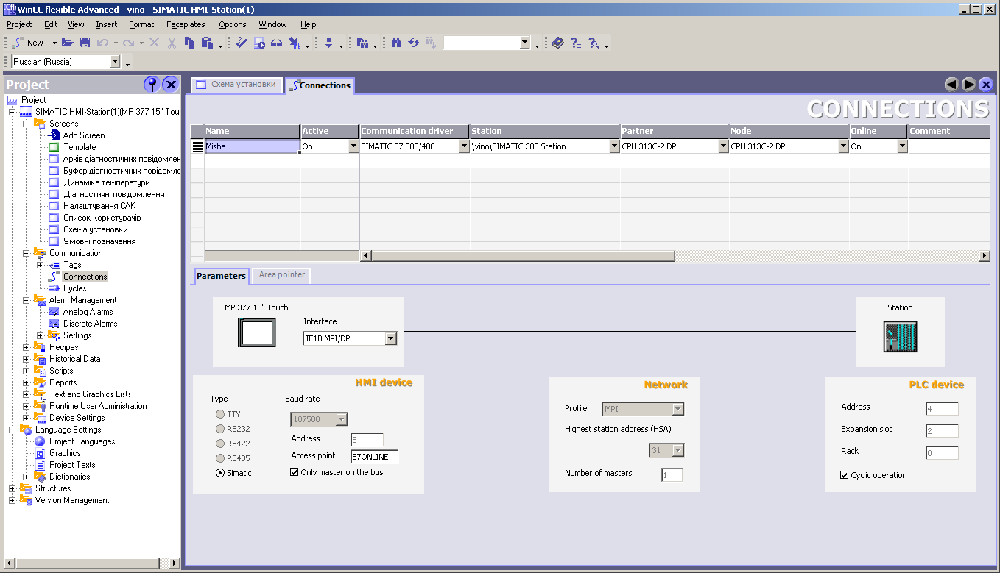 WinCC flexible Advanced - vino - SIMATIC HMI-Station(1)
Project Edit View Insert Format Faceplates Options Window Help
New
Russian (Russia)
Project
Project
SIMATIC HMI-Station(1)(MP 377 15" Tou
Screens
Add Screen
Template
Архів діагностичних повідомлен
Буфер діагностичних повідомле
Динаміка температури
Діагностичні повідомлення
Налаштування САК
Список користувачів
Схема установки
Умовні позначення
Communication
Tags
Connections
Cycles
Alarm Management
Analog Alarms
Discrete Alarms
Settings
Recipes
Historical Data
Scripts
Reports
Text and Graphics Lists
Runtime User Administration
Device Settings
Language Settings
Project Languages
Graphics
Project Texts
Dictionaries
Structures
Version Management
Схема установки Connections
CONNECTIONS
Name Active Communication driver Station Partner Node Online Comment
Misha On SIMATIC S7 300/400 \vino\SIMATIC 300 Station CPU 313C-2 DP CPU 313C-2 DP On
Parameters Area pointer
MP 377 15" Touch
Interface
IF1B MPI/DP
Station
HMI device
Type
TTY
RS232
RS422
RS485
Simatic
Baud rate
187500
Address 5
Access point S7ONLINE
Only master on the bus
Network
Profile MPI
Highest station address (HSA)
31
Number of masters 1
PLC device
Address 4
Expansion slot 2
Rack 0
Cyclic operation